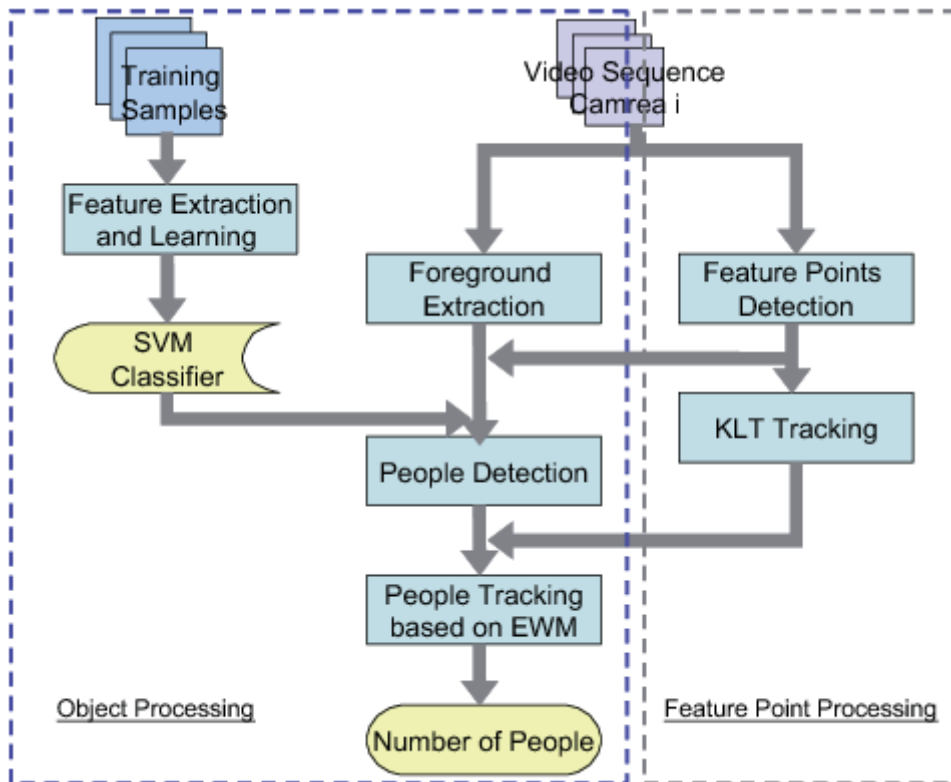 Training
Samples
Video Sequence
Camrea i
Feature Extraction
and Learning
Foreground
Extraction
Feature Points
Detection
SVM
Classifier
KLT Tracking
People Detection
People Tracking
based on EWM
Object Processing
Feature Point Processing
Number of People